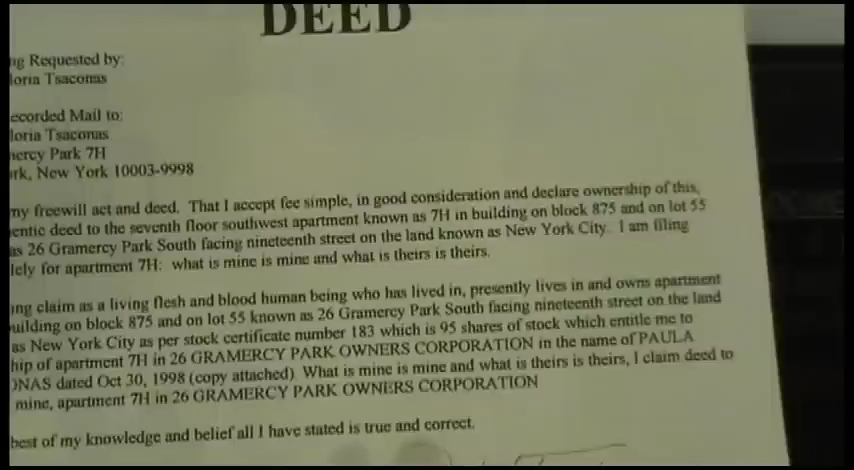 DEED
ng Requested by:
loria Tsaconas
ecorded Mail to:
loria Tsaconas
mercy Park 7H
rk, New York 10003-9998
my freewill act and deed. That I accept fee simple, in good consideration and declare ownership of this,
entic deed to the seventh floor southwest apartment known as 7H in building on block 875 and on lot 55
as 26 Gramercy Park South facing nineteenth street on the land known as New York City. I am filing
lely for apartment 7H: what is mine is mine and what is theirs is theirs.
ng claim as a living flesh and blood human being who has lived in, presently lives in and owns apartment
uilding on block 875 and on lot 55 known as 26 Gramercy Park South facing nineteenth street on the land
as New York City as per stock certificate number 183 which is 95 shares of stock which entitle me to
hip of apartment 7H in 26 GRAMERCY PARK OWNERS CORPORATION in the name of PAULA
ONAS dated Oct 30, 1998 (copy attached). What is mine is mine and what is theirs is theirs, I claim deed to
mine, apartment 7H in 26 GRAMERCY PARK OWNERS CORPORATION
best of my knowledge and belief all I have stated is true and correct.